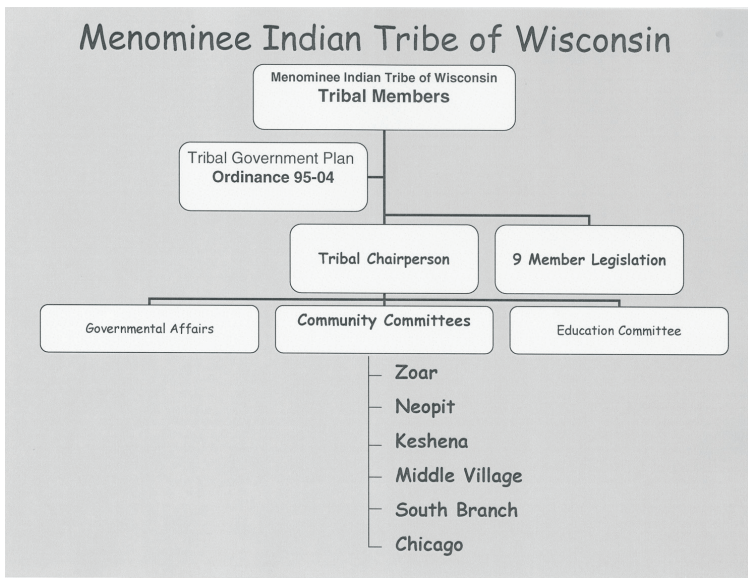 Menominee Indian Tribe of Wisconsin
Menominee Indian Tribe of Wisconsin
Tribal Members
Tribal Government Plan
Ordinance 95-04
Tribal Chairperson
9 Member Legislation
Governmental Affairs
Community Committees
Education Committee
Zoar
Neopit
Keshena
Middle Village
South Branch
Chicago